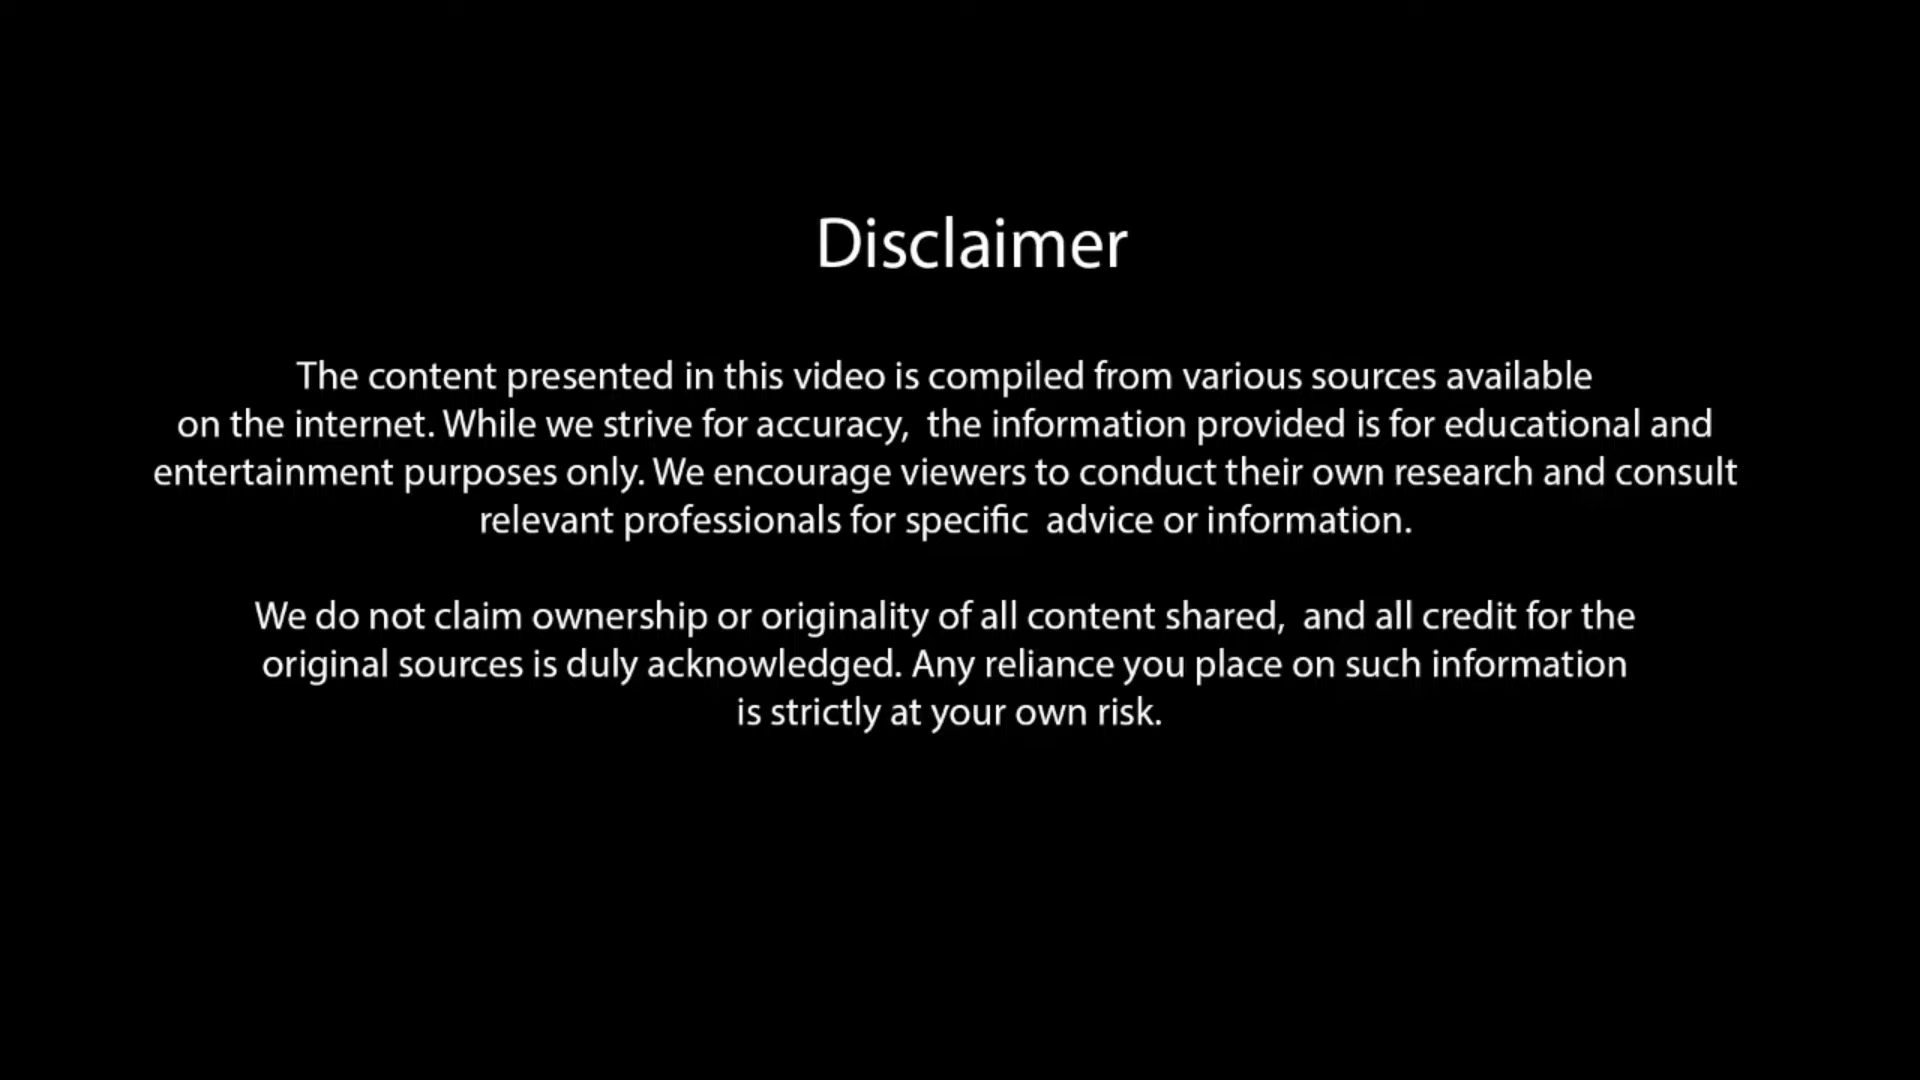 Disclaimer
The content presented in this video is compiled from various sources available
on the internet. While we strive for accuracy,  the information provided is for educational and
entertainment purposes only. We encourage viewers to conduct their own research and consult
relevant professionals for specific  advice or information.
We do not claim ownership or originality of all content shared,  and all credit for the
original sources is duly acknowledged. Any reliance you place on such information
is strictly at your own risk.